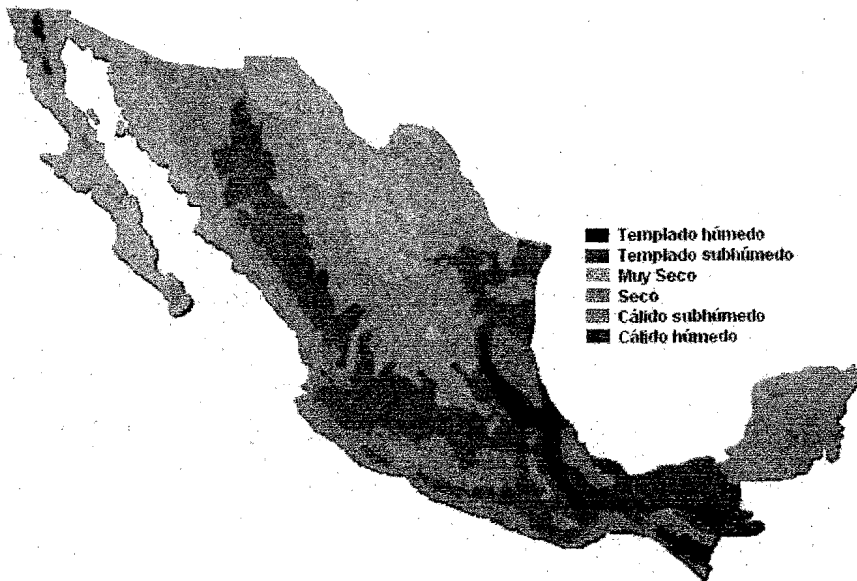 Templado húmedo
Templado subhúmedo
Muy Seco
Seco
Cálido subhúmedo
Cálido húmedo